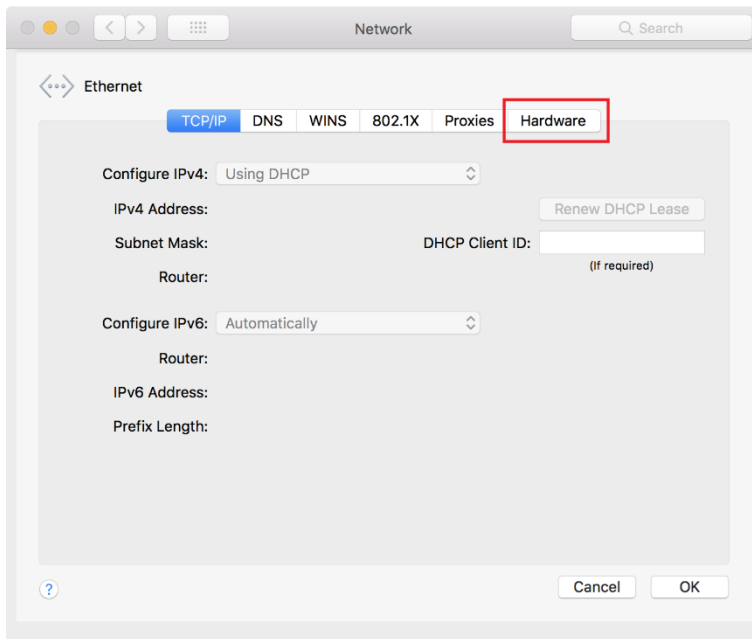 Network
Search
Ethernet
TCP/IP DNS WINS 802.1X Proxies Hardware
Configure IPv4: Using DHCP
IPv4 Address: Renew DHCP Lease
Subnet Mask: DHCP Client ID:
(If required)
Router:
Configure IPv6: Automatically
Router:
IPv6 Address:
Prefix Length:
? Cancel OK